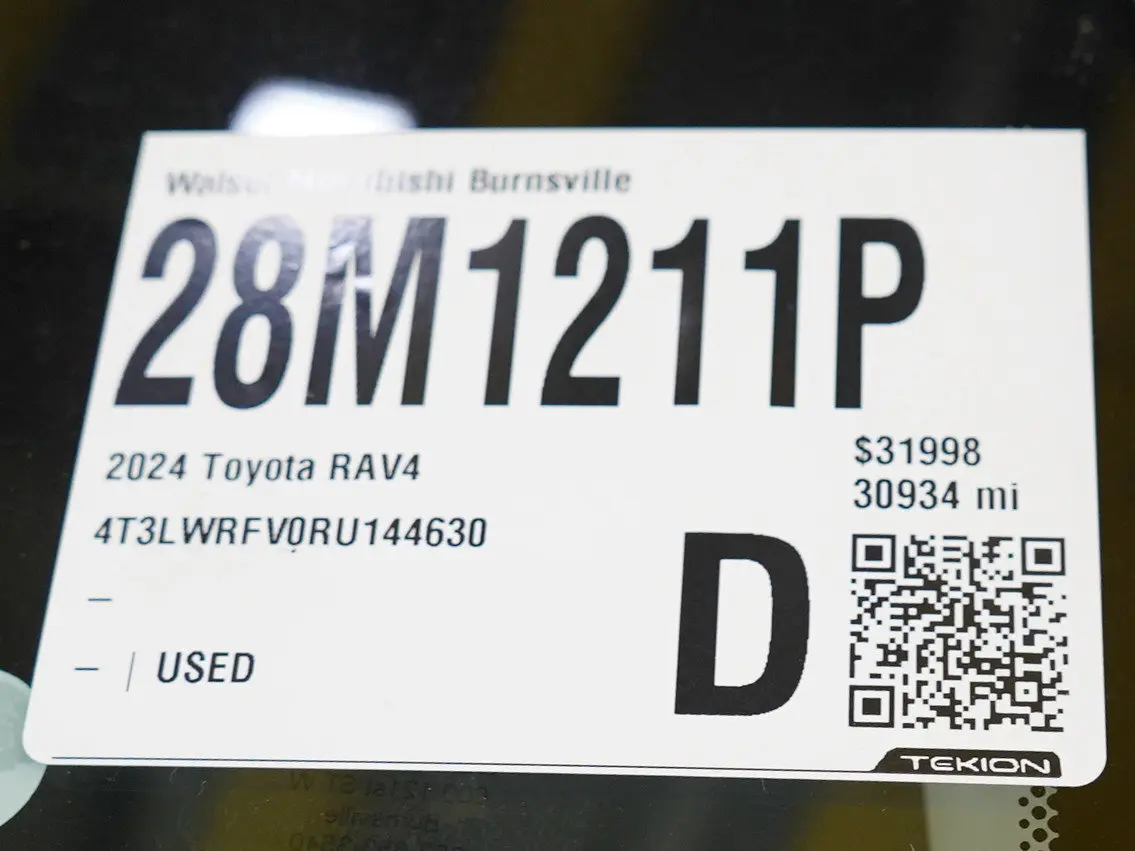 Burnsville
28M1211P
2024 Toyota RAV4
$31998
30934 mi
4T3LWRFV0RU144630
–
– | USED
D
TEKION